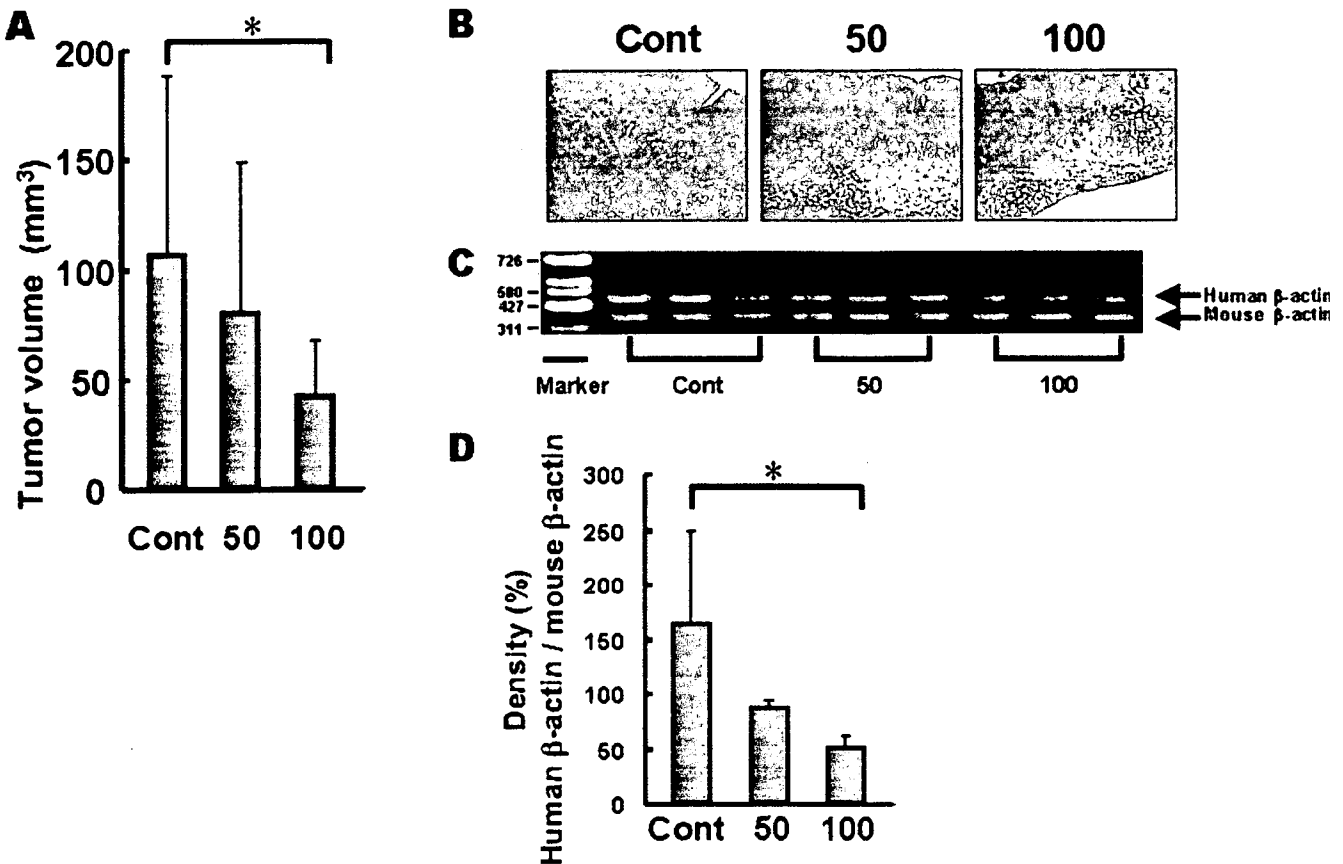 A
*
200
150
100
50
0
Tumor volume (mm³)
Cont 50 100
B
Cont 50 100
C
726
580
427
311
Human β-actin
Mouse β-actin
Marker Cont 50 100
D
*
300
250
200
150
100
50
0
Density (%)
Human β-actin / mouse β-actin
Cont 50 100